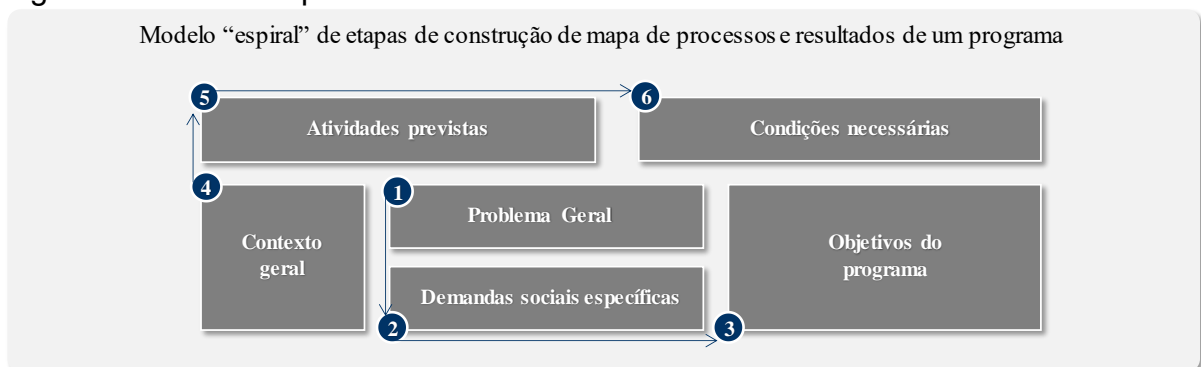 Modelo “espiral” de etapas de construção de mapa de processos e resultados de um programa
5
6
Atividades previstas
Condições necessárias
4
1
Problema Geral
Contexto
geral
Objetivos do
programa
Demandas sociais específicas
2
3